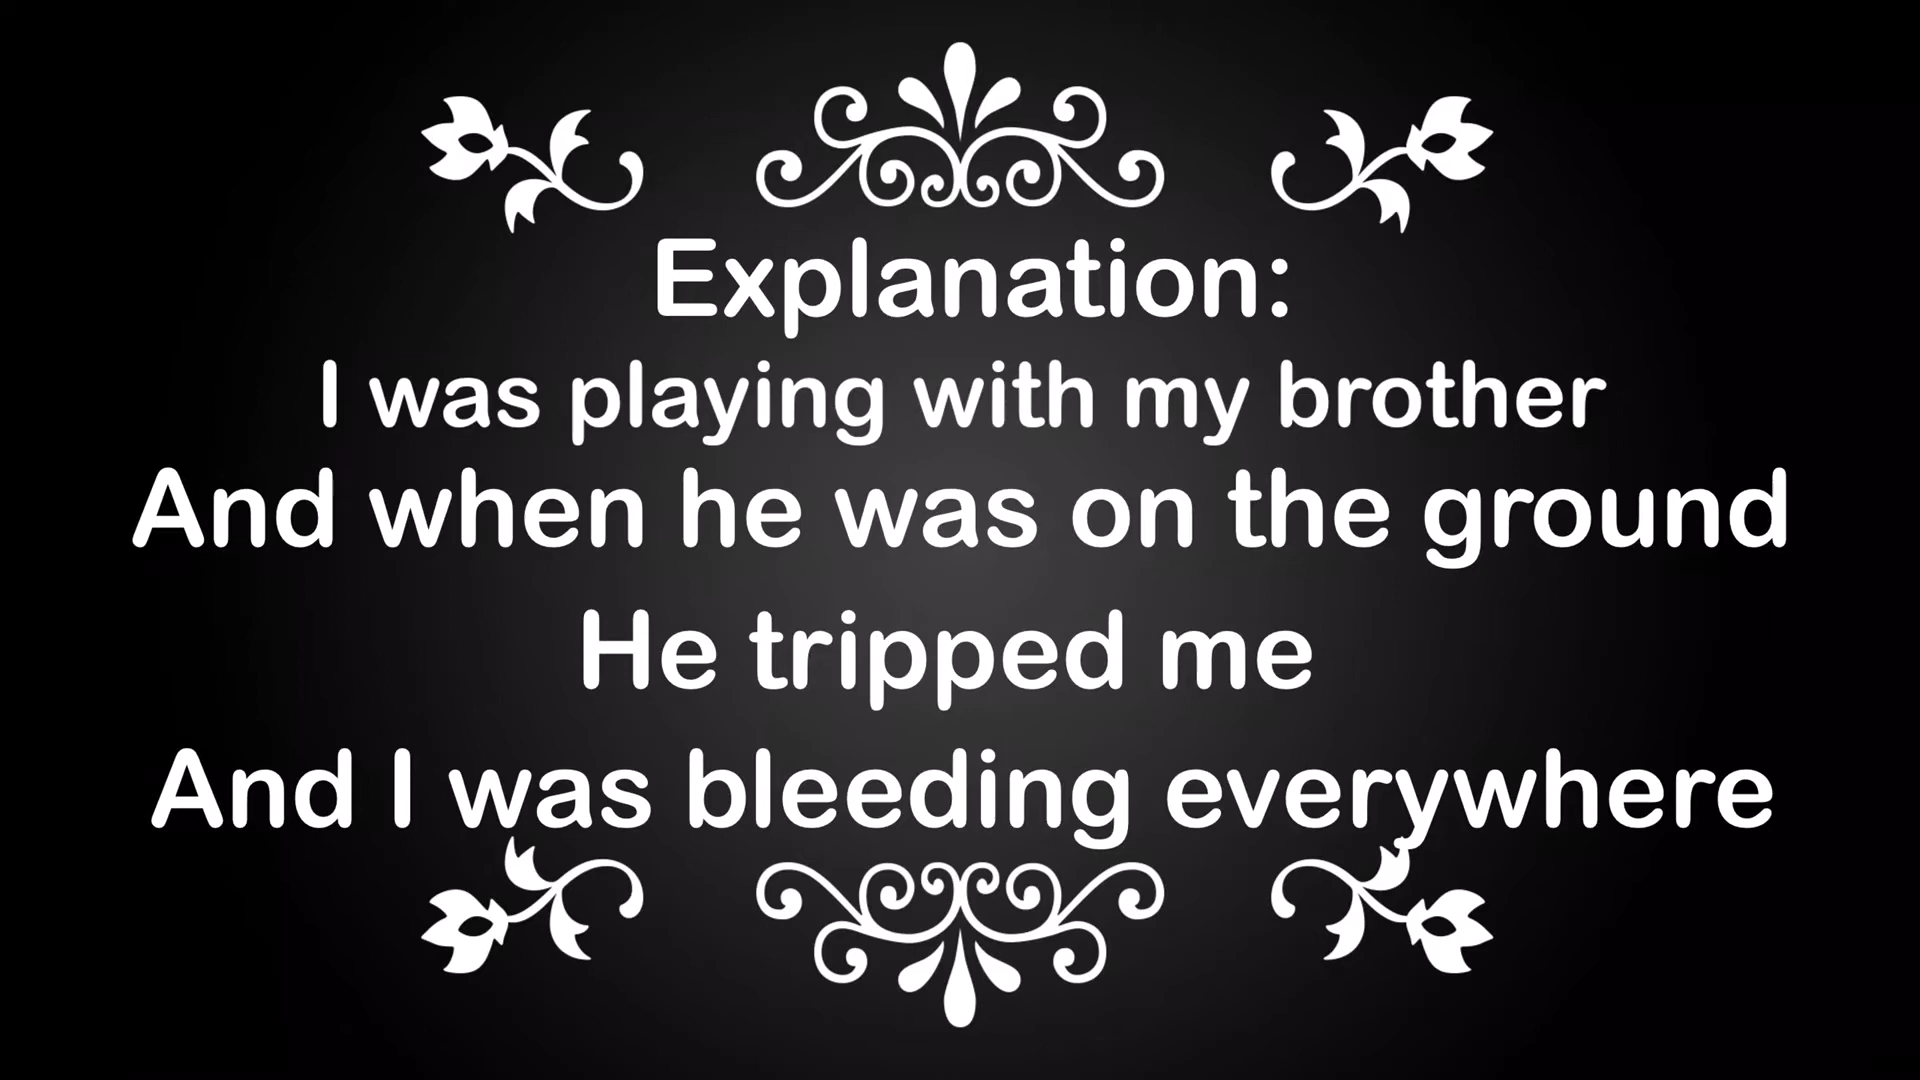 Explanation:
I was playing with my brother
And when he was on the ground
He tripped me
And I was bleeding everywhere